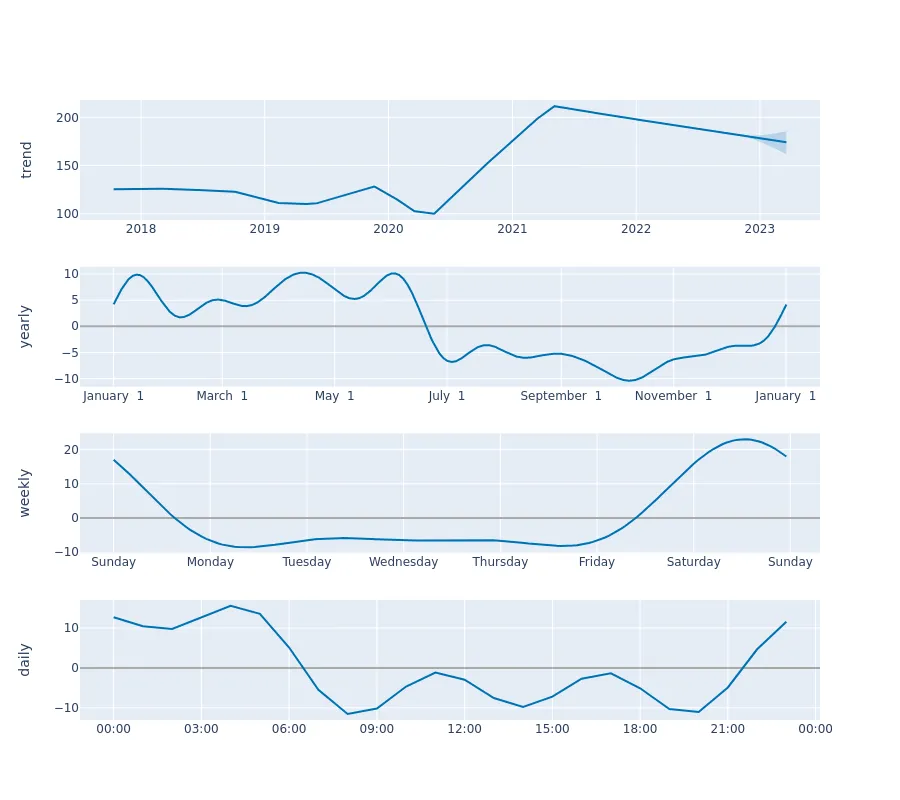 trend
200
150
100
2018 2019 2020 2021 2022 2023
yearly
10
5
0
−5
−10
January 1 March 1 May 1 July 1 September 1 November 1 January 1
weekly
20
10
0
−10
Sunday Monday Tuesday Wednesday Thursday Friday Saturday Sunday
daily
10
0
−10
00:00 03:00 06:00 09:00 12:00 15:00 18:00 21:00 00:00